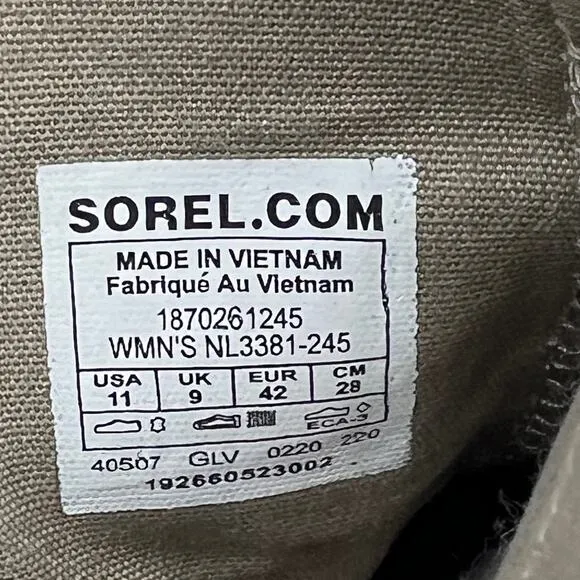 SOREL.COM
MADE IN VIETNAM
Fabriqué Au Vietnam
1870261245
WMN'S NL3381-245
USA UK EUR CM
11 9 42 28
ECA-3
40507 GLV 0220 220
192660523002